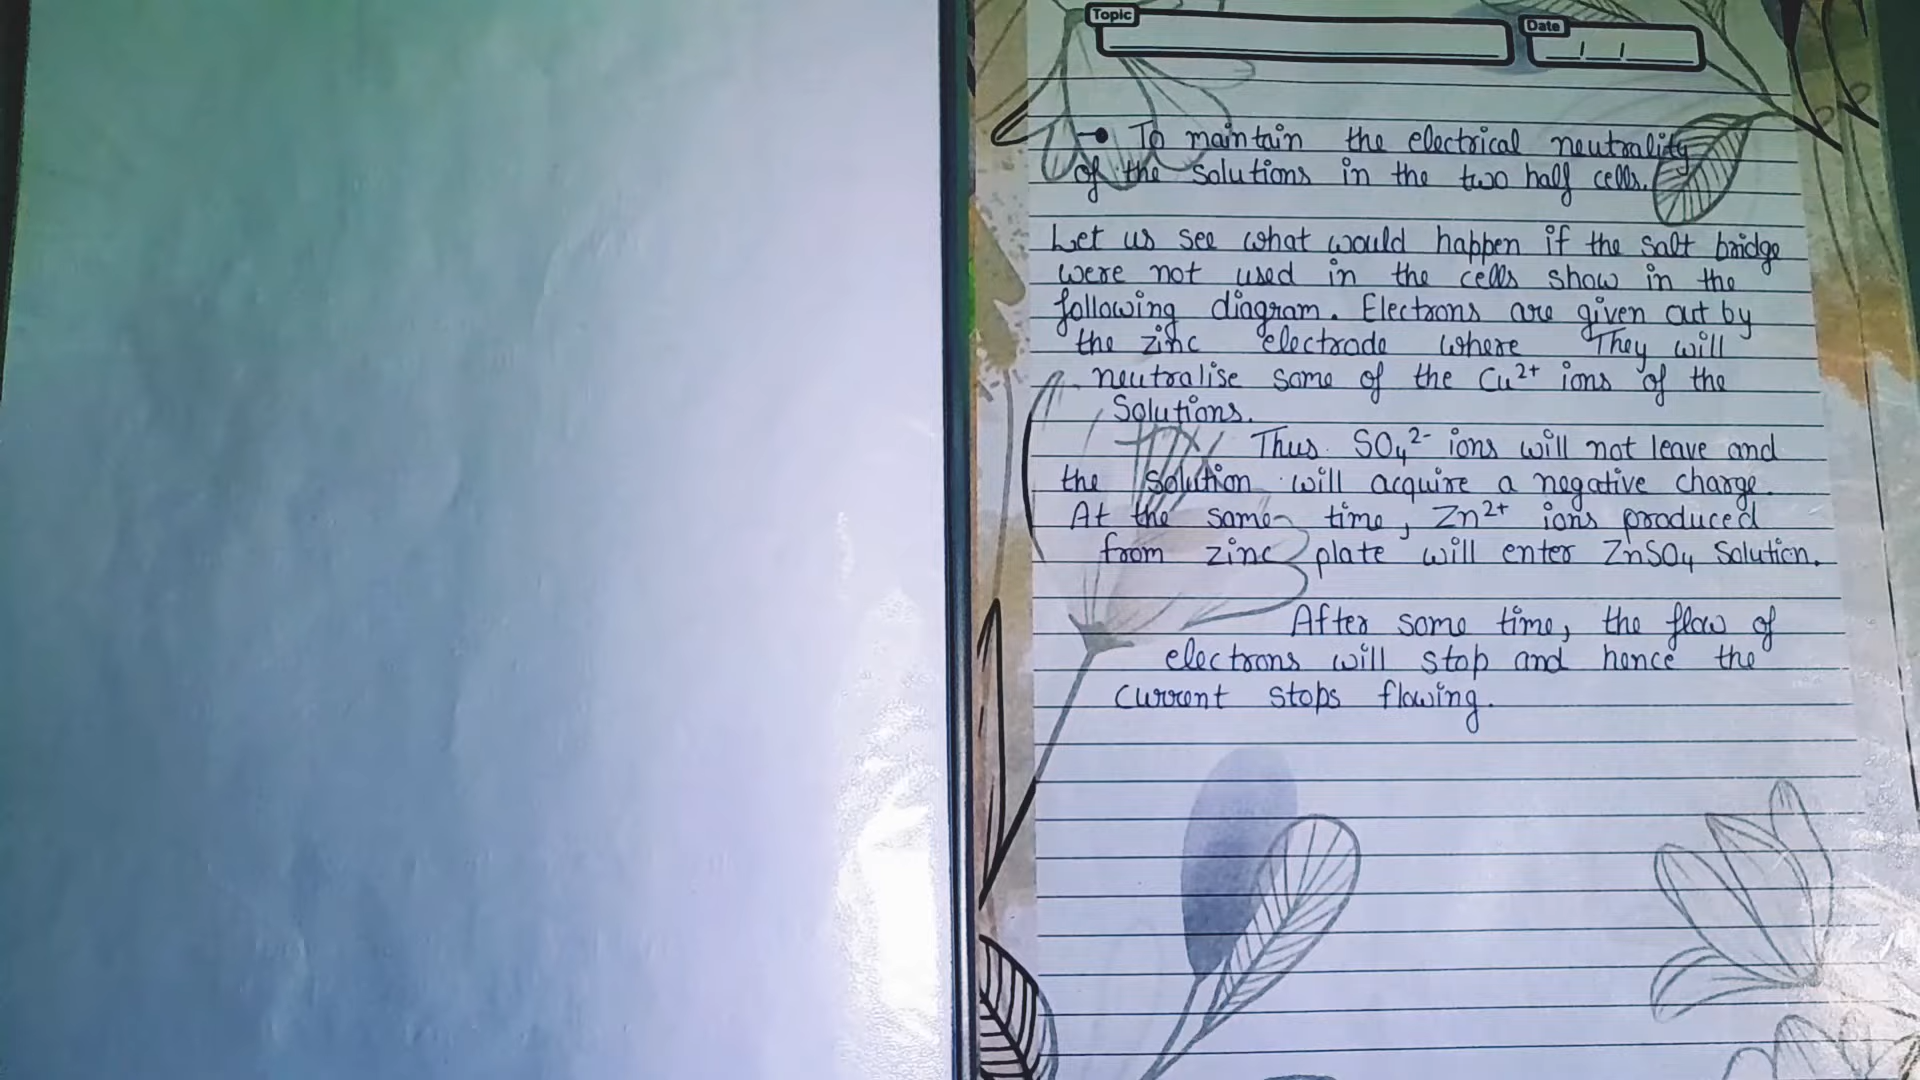 Topic
Date
To maintain the electrical neutrality
of the solutions in the two half cells.
Let us see what would happen if the salt bridge
were not used in the cells show in the
following diagram. Electrons are given out by
the zinc electrode where They will
neutralise some of the Cu²⁺ ions of the
Solutions.
Thus SO₄²⁻ ions will not leave and
the solution will acquire a negative charge.
At the same time, Zn²⁺ ions produced
from zinc plate will enter ZnSO₄ Solution.
After some time, the flow of
electrons will stop and hence the
current stops flowing.